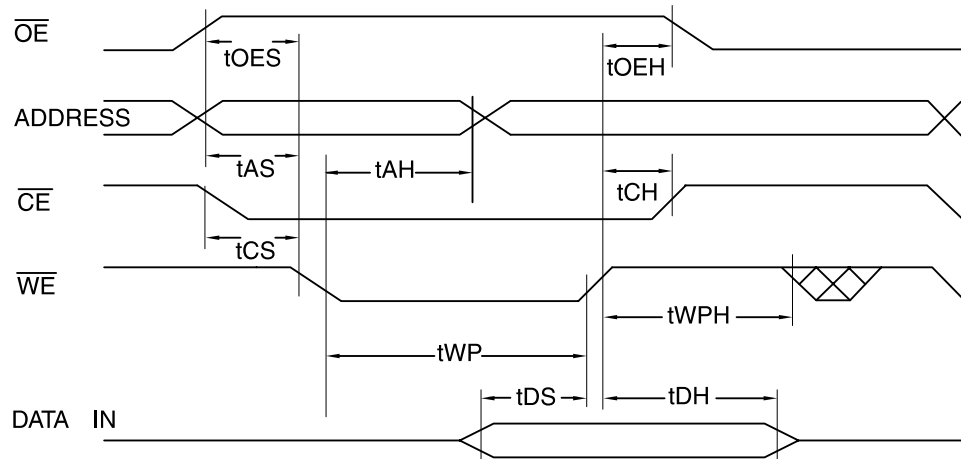 OE
tOES
tOEH
ADDRESS
tAS
tAH
tCH
CE
tCS
WE
tWPH
tWP
tDS
tDH
DATA IN